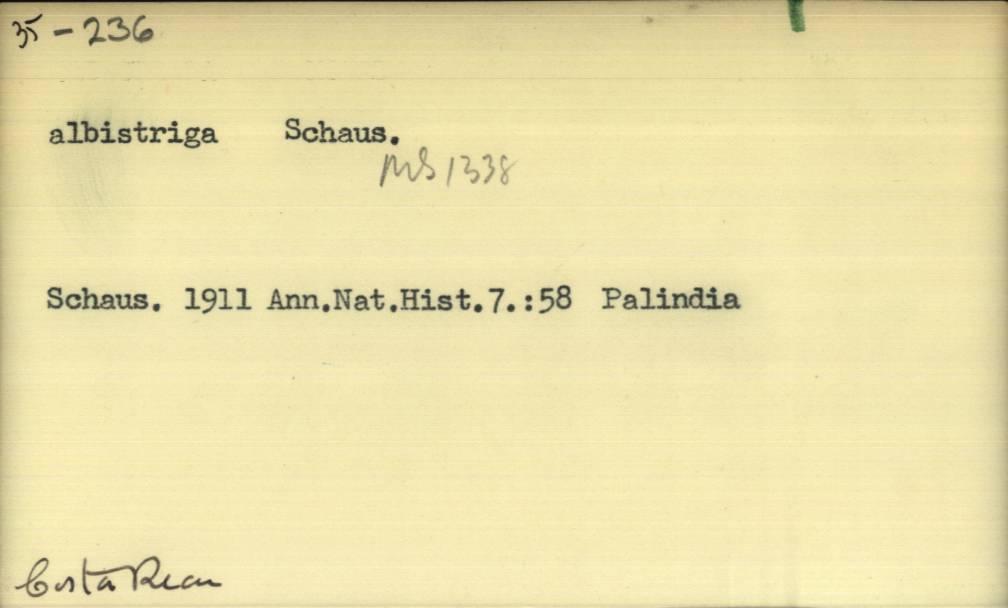 35-236
albistriga Schaus.
MS 1338
Schaus. 1911 Ann.Nat.Hist.7.:58 Palindia
Costa Rica